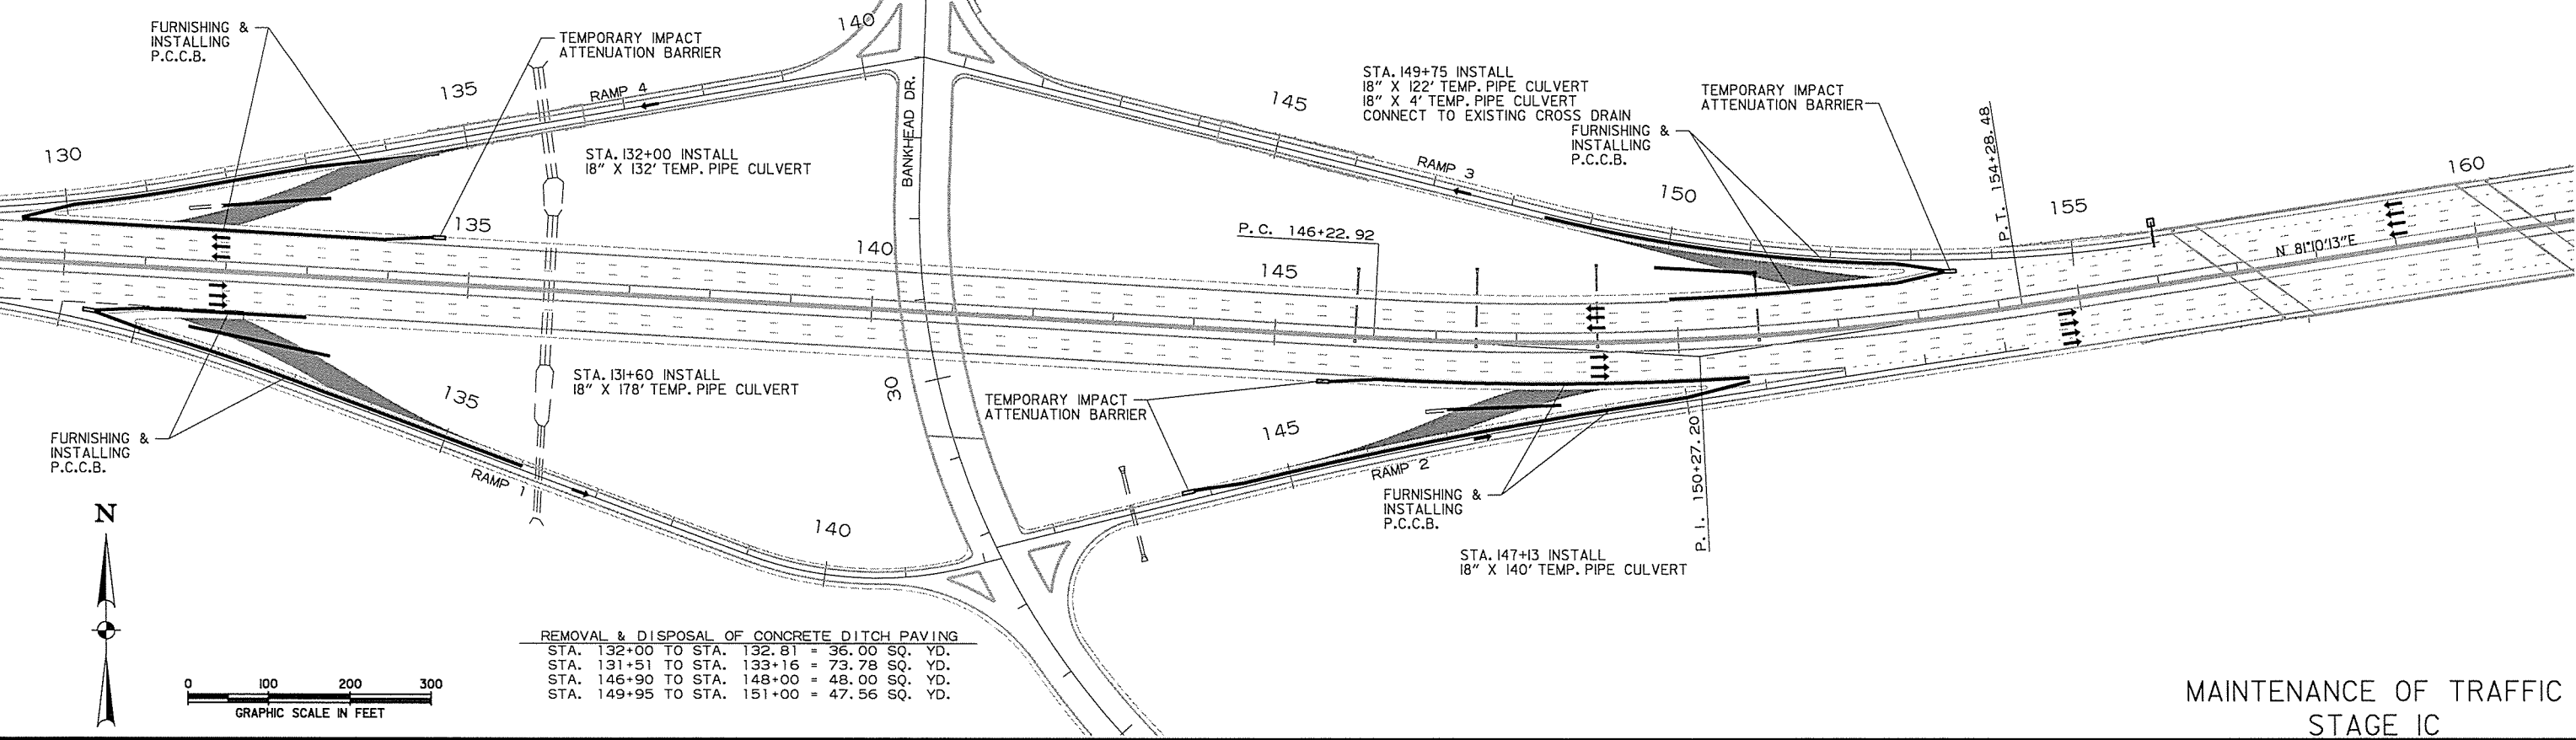 FURNISHING &
INSTALLING
P.C.C.B.
TEMPORARY IMPACT
ATTENUATION BARRIER
140
135
RAMP 4
130
STA. 132+00 INSTALL
18" X 132' TEMP. PIPE CULVERT
BANKHEAD DR.
145
STA. 149+75 INSTALL
18" X 122' TEMP. PIPE CULVERT
18" X 4' TEMP. PIPE CULVERT
CONNECT TO EXISTING CROSS DRAIN
FURNISHING &
INSTALLING
P.C.C.B.
TEMPORARY IMPACT
ATTENUATION BARRIER
RAMP 3
150
P. T. 154+28.48
155
160
N 81°10'13"E
135
140
P.C. 146+22.92
145
STA. 131+60 INSTALL
18" X 178' TEMP. PIPE CULVERT
30
135
TEMPORARY IMPACT
ATTENUATION BARRIER
145
FURNISHING &
INSTALLING
P.C.C.B.
RAMP 1
RAMP 2
P. I. 150+27.20
FURNISHING &
INSTALLING
P.C.C.B.
140
STA. 147+13 INSTALL
18" X 140' TEMP. PIPE CULVERT
N
REMOVAL & DISPOSAL OF CONCRETE DITCH PAVING
STA. 132+00 TO STA. 132.81 = 36.00 SQ. YD.
STA. 131+51 TO STA. 133+16 = 73.78 SQ. YD.
STA. 146+90 TO STA. 148+00 = 48.00 SQ. YD.
STA. 149+95 TO STA. 151+00 = 47.56 SQ. YD.
0 100 200 300
GRAPHIC SCALE IN FEET
MAINTENANCE OF TRAFFIC
STAGE 1C